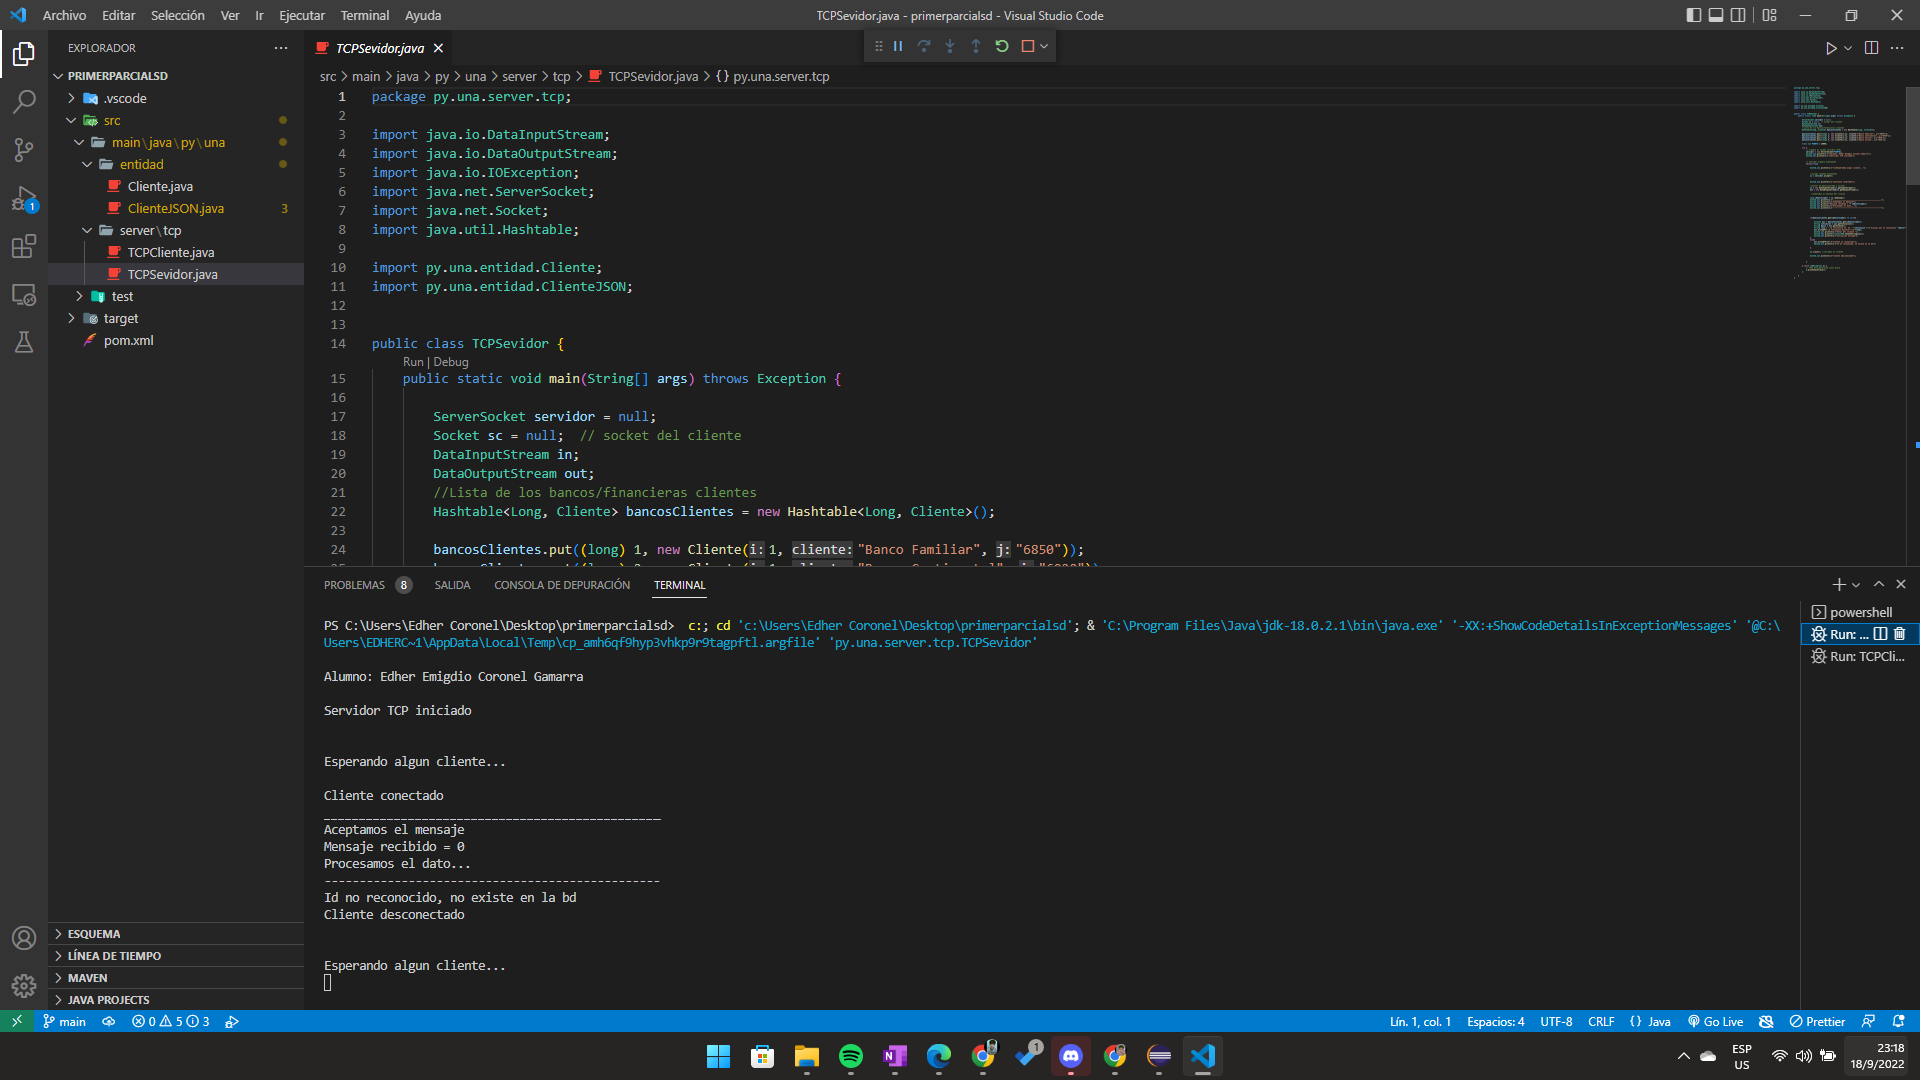 Archivo Editar Selección Ver Ir Ejecutar Terminal Ayuda
TCPSevidor.java - primerparcialsd - Visual Studio Code
EXPLORADOR
PRIMERPARCIALSD
.vscode
src
main\java\py\una
entidad
Cliente.java
ClienteJSON.java 3
server\tcp
TCPCliente.java
TCPSevidor.java
test
target
pom.xml
ESQUEMA
LÍNEA DE TIEMPO
MAVEN
JAVA PROJECTS
1
TCPSevidor.java
src > main > java > py > una > server > tcp > TCPSevidor.java > {} py.una.server.tcp
1 package py.una.server.tcp;
2
3 import java.io.DataInputStream;
4 import java.io.DataOutputStream;
5 import java.io.IOException;
6 import java.net.ServerSocket;
7 import java.net.Socket;
8 import java.util.Hashtable;
9
10 import py.una.entidad.Cliente;
11 import py.una.entidad.ClienteJSON;
12
13
14 public class TCPSevidor {
Run | Debug
15 public static void main(String[] args) throws Exception {
16
17 ServerSocket servidor = null;
18 Socket sc = null; // socket del cliente
19 DataInputStream in;
20 DataOutputStream out;
21 //Lista de los bancos/financieras clientes
22 Hashtable<Long, Cliente> bancosClientes = new Hashtable<Long, Cliente>();
23
24 bancosClientes.put((long) 1, new Cliente(i: 1, cliente: "Banco Familiar", j: "6850"));
PROBLEMAS 8 SALIDA CONSOLA DE DEPURACIÓN TERMINAL
PS C:\Users\Edher Coronel\Desktop\primerparcialsd> c:; cd 'c:\Users\Edher Coronel\Desktop\primerparcialsd'; & 'C:\Program Files\Java\jdk-18.0.2.1\bin\java.exe' '-XX:+ShowCodeDetailsInExceptionMessages' '@C:\
Users\EDHERC~1\AppData\Local\Temp\cp_amh6qf9hyp3vhkp9r9tagpftl.argfile' 'py.una.server.tcp.TCPSevidor'
Alumno: Edher Emigdio Coronel Gamarra
Servidor TCP iniciado
Esperando algun cliente...
Cliente conectado
________________________________________________
Aceptamos el mensaje
Mensaje recibido = 0
Procesamos el dato...
------------------------------------------------
Id no reconocido, no existe en la bd
Cliente desconectado
Esperando algun cliente...
powershell
Run: ...
Run: TCPCli...
main 0 5 3
Lín. 1, col. 1 Espacios: 4 UTF-8 CRLF {} Java Go Live Prettier
1
ESP
US
23:18
18/9/2022